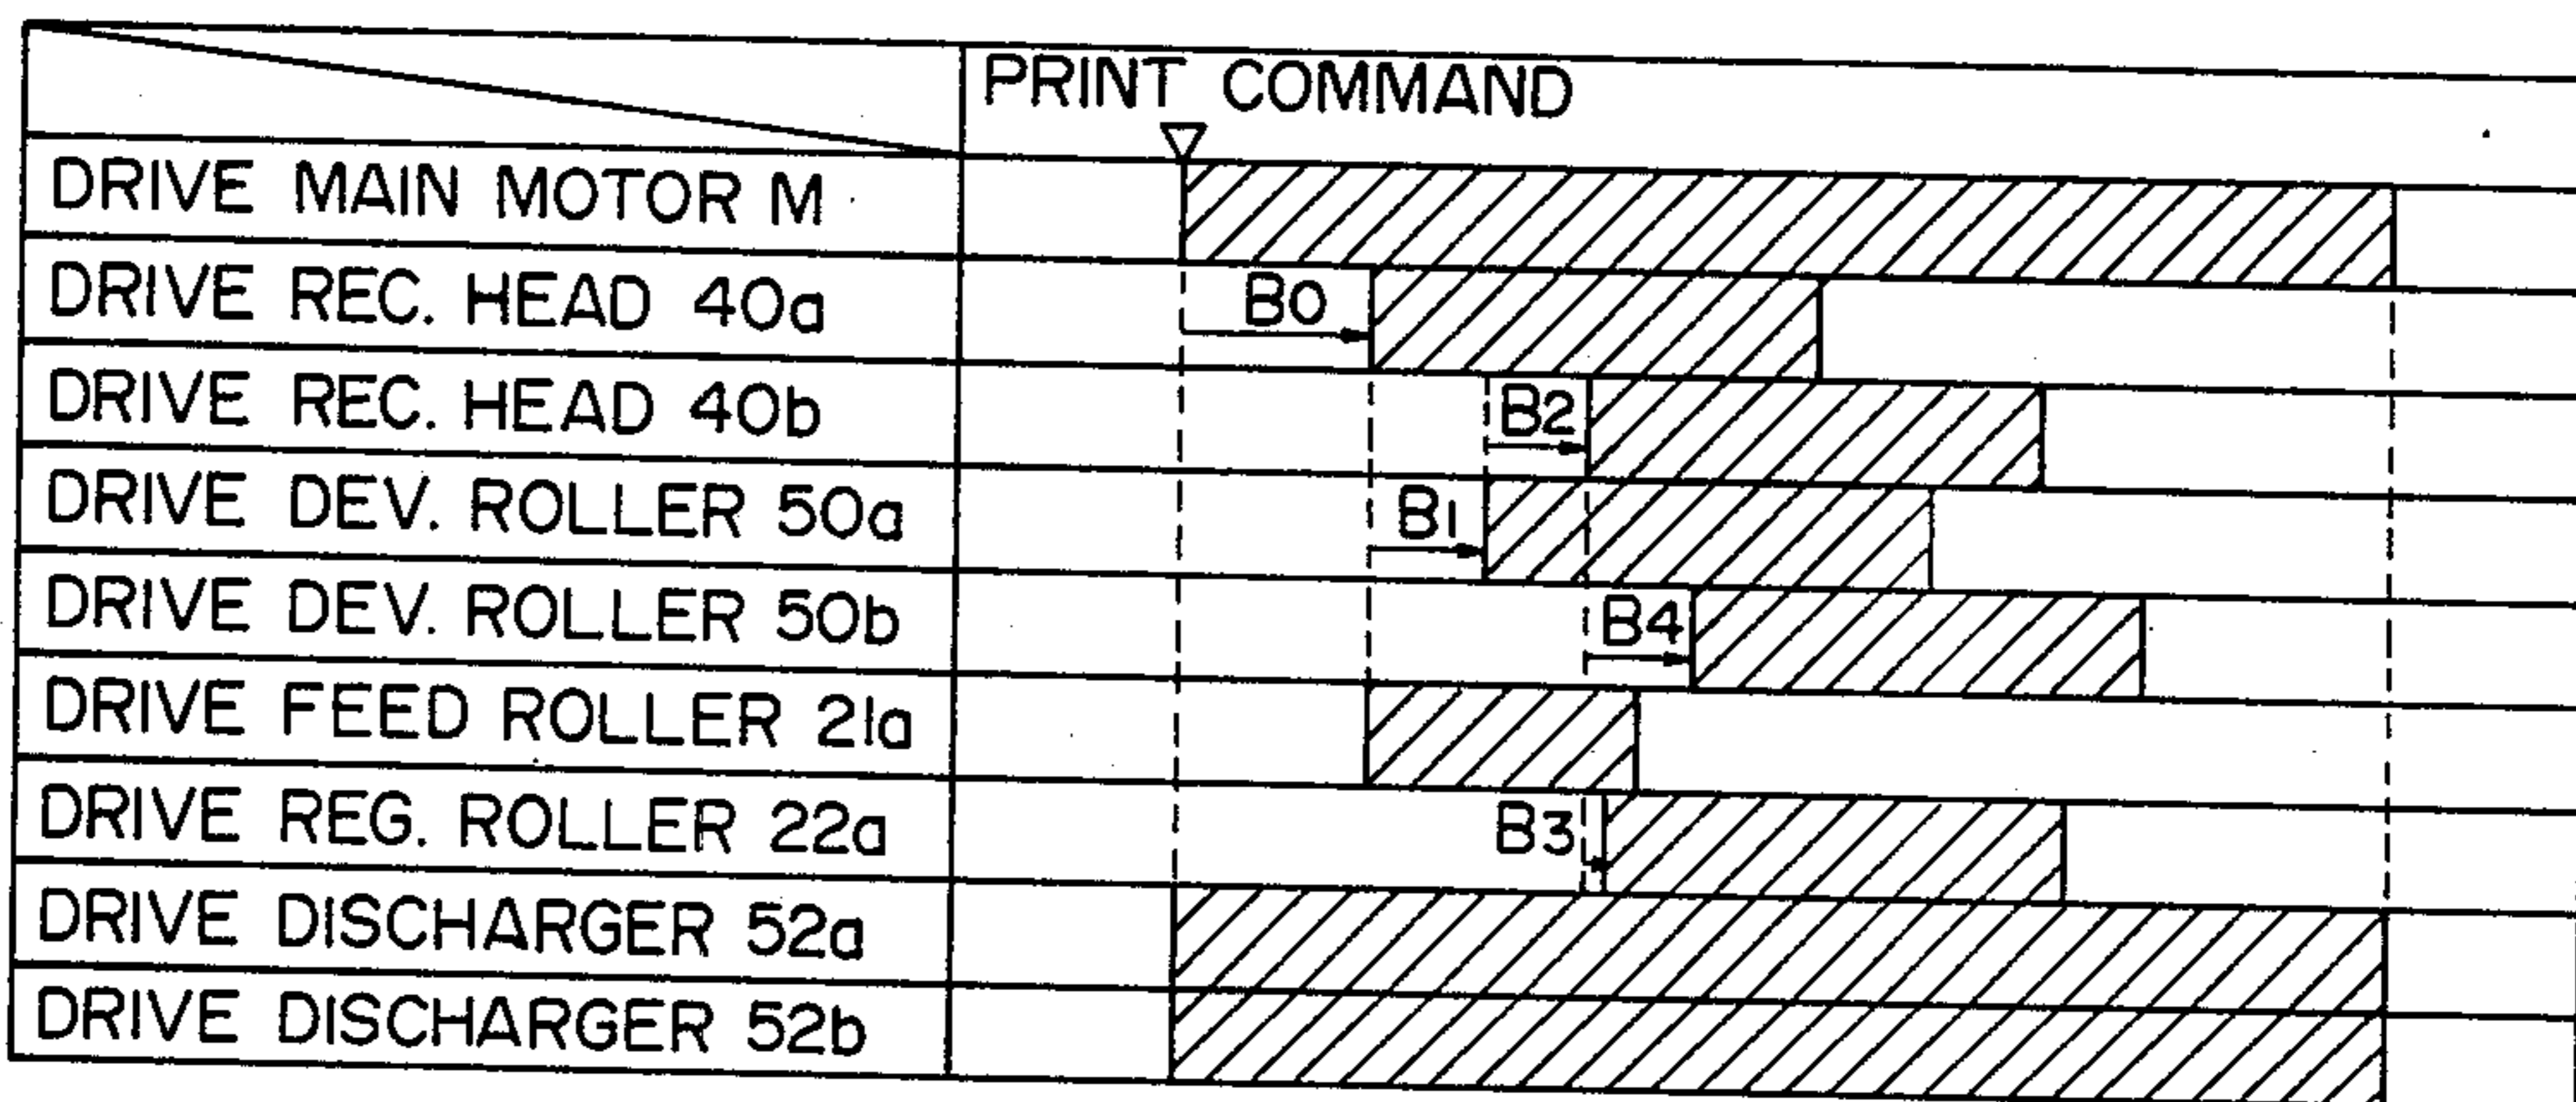 PRINT COMMAND
DRIVE MAIN MOTOR M
DRIVE REC. HEAD 40a
B0
DRIVE REC. HEAD 40b
B2
DRIVE DEV. ROLLER 50a
B1
DRIVE DEV. ROLLER 50b
B4
DRIVE FEED ROLLER 21a
DRIVE REG. ROLLER 22a
B3
DRIVE DISCHARGER 52a
DRIVE DISCHARGER 52b